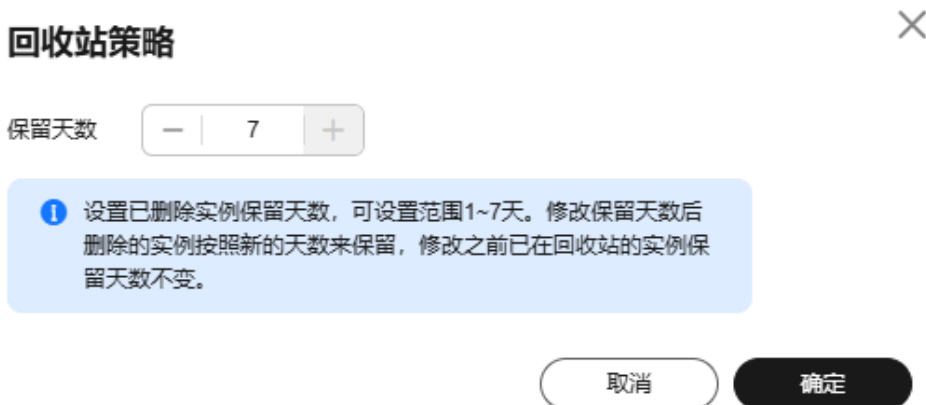 回收站策略
保留天数 7
设置已删除实例保留天数，可设置范围1~7天。修改保留天数后
删除的实例按照新的天数来保留，修改之前已在回收站的实例保
留天数不变。
取消 确定